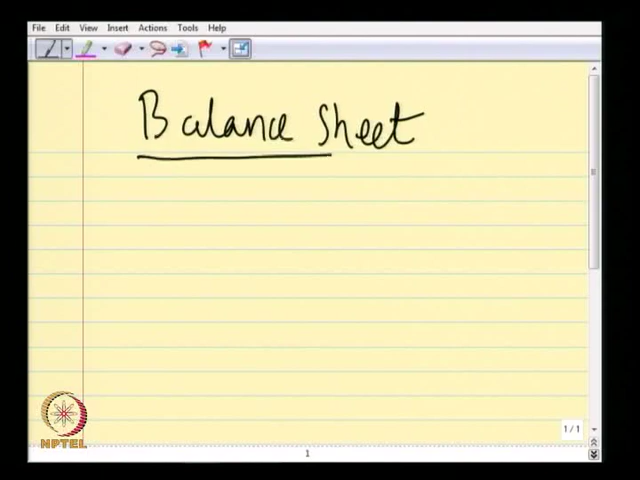 File Edit View Insert Actions Tools Help
Balance Sheet
NPTEL
1/1
1